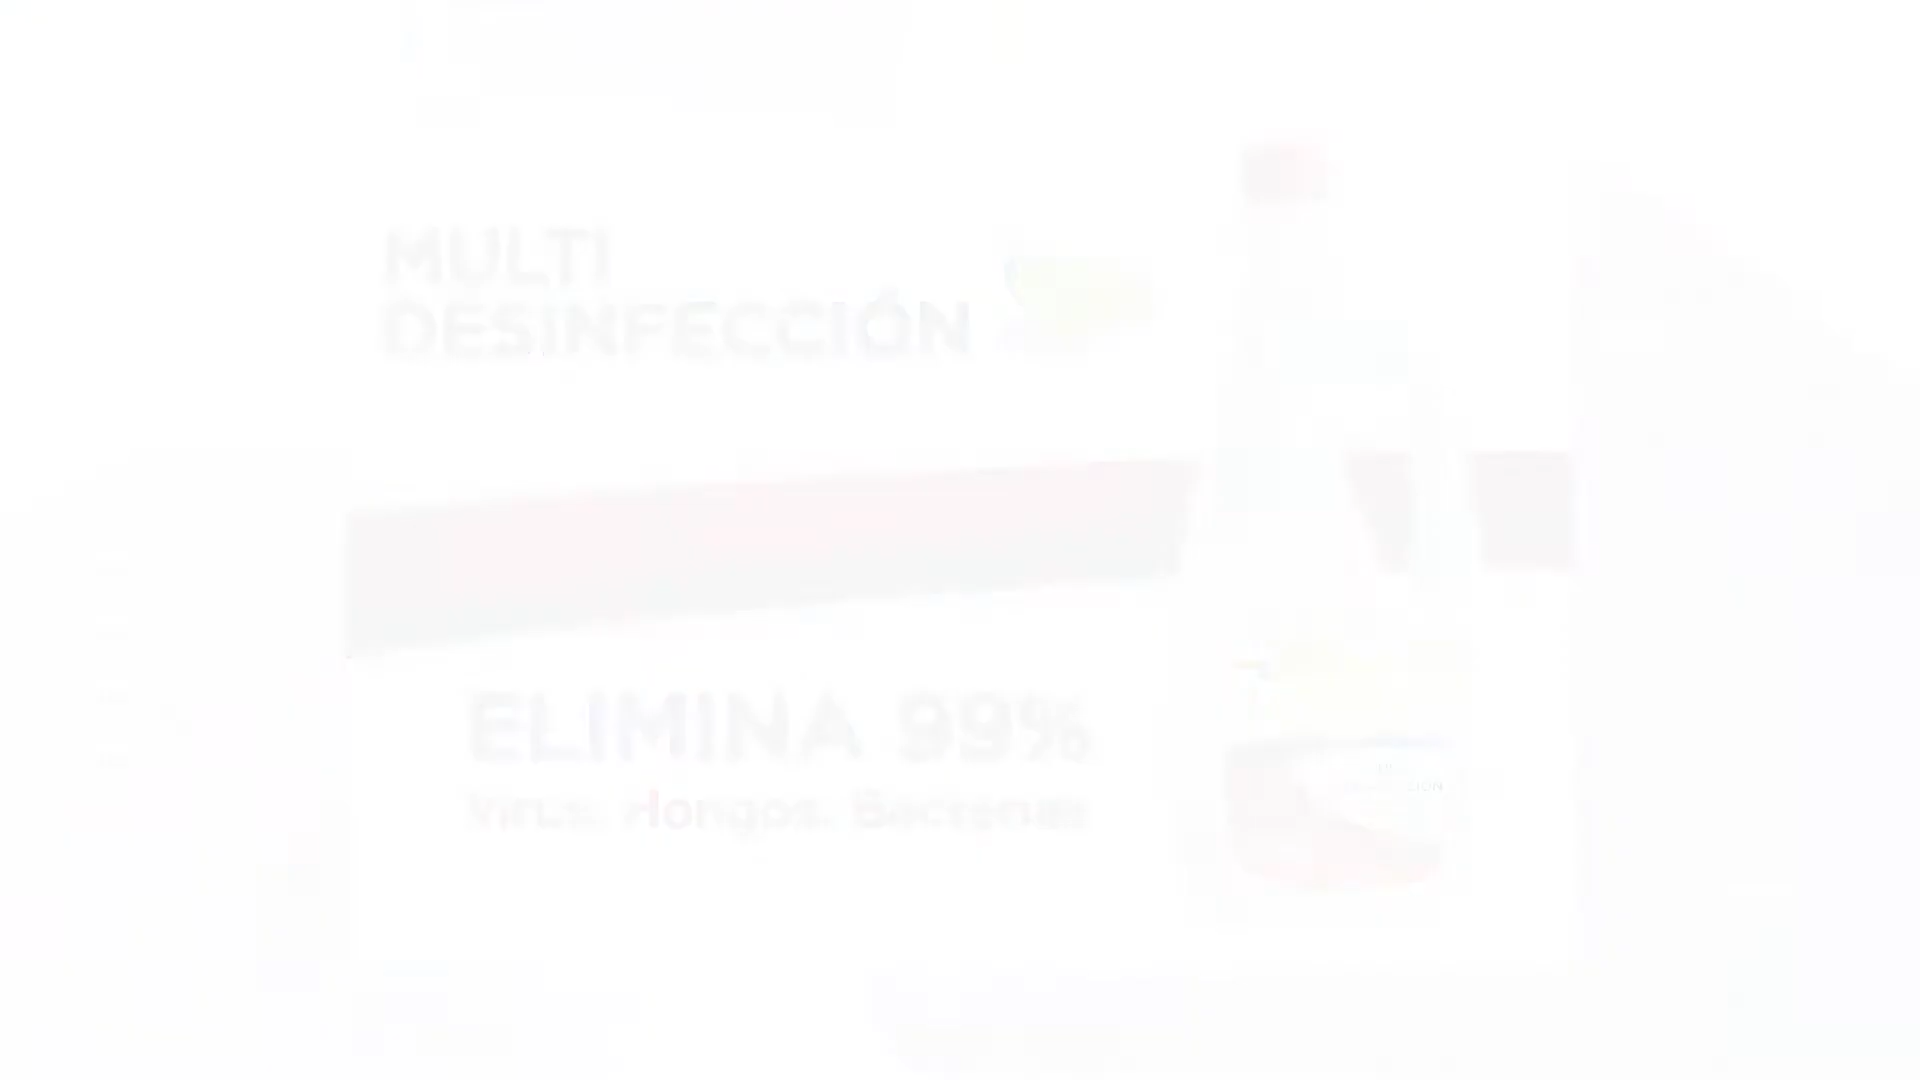 MULTI
DESINFECCIÓN
ELIMINA 99%
Virus, Hongos, Bacterias